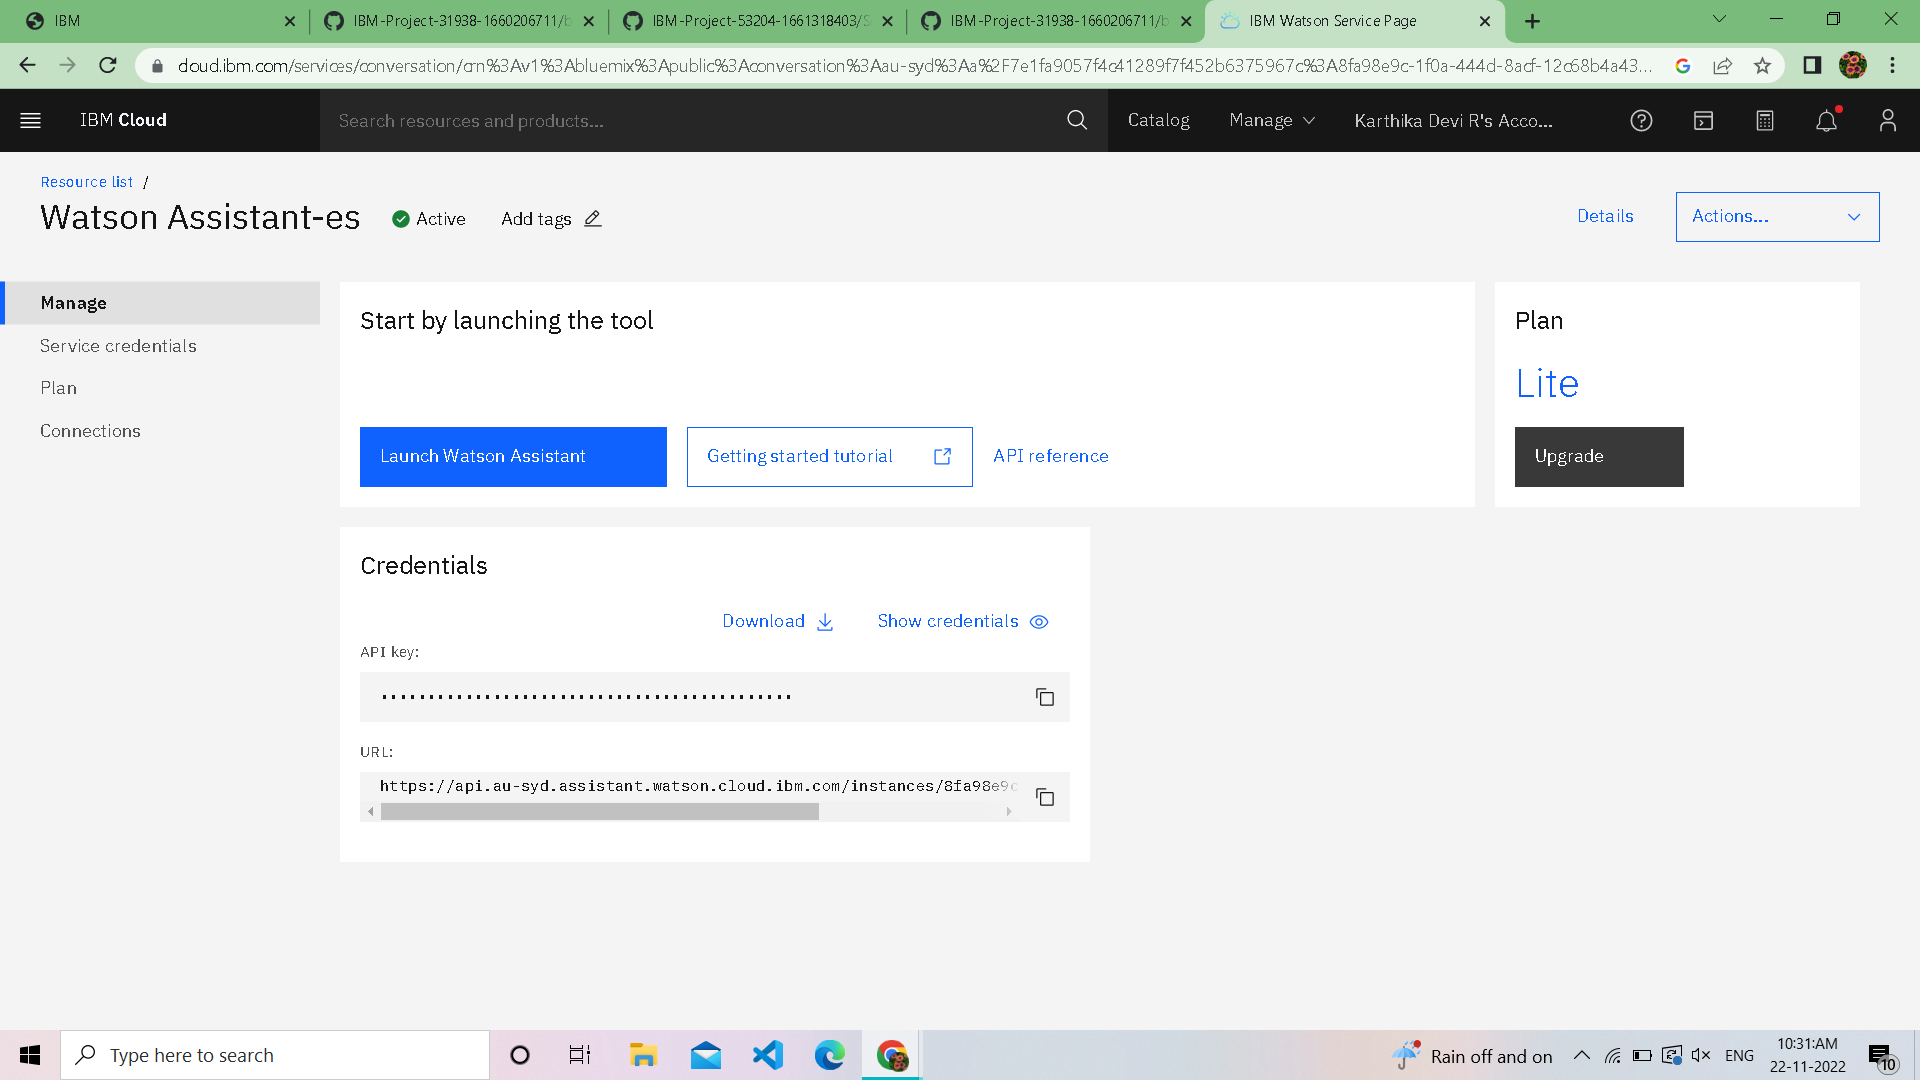 IBM
IBM-Project-31938-1660206711/b
IBM-Project-53204-1661318403/S
IBM-Project-31938-1660206711/b
IBM Watson Service Page
cloud.ibm.com/services/conversation/crn%3Av1%3Abluemix%3Apublic%3Aconversation%3Aau-syd%3Aa%2F7e1fa9057f4c41289f7f452b6375967c%3A8fa98e9c-1f0a-444d-8acf-12c68b4a43...
IBM Cloud
Search resources and products...
Catalog
Manage
Karthika Devi R's Acco...
Resource list /
Watson Assistant-es
Active
Add tags
Details
Actions...
Manage
Service credentials
Plan
Connections
Start by launching the tool
Launch Watson Assistant
Getting started tutorial
API reference
Plan
Lite
Upgrade
Credentials
Download
Show credentials
API key:
URL:
https://api.au-syd.assistant.watson.cloud.ibm.com/instances/8fa98e9c
Type here to search
Rain off and on
ENG
10:31:AM
22-11-2022
10